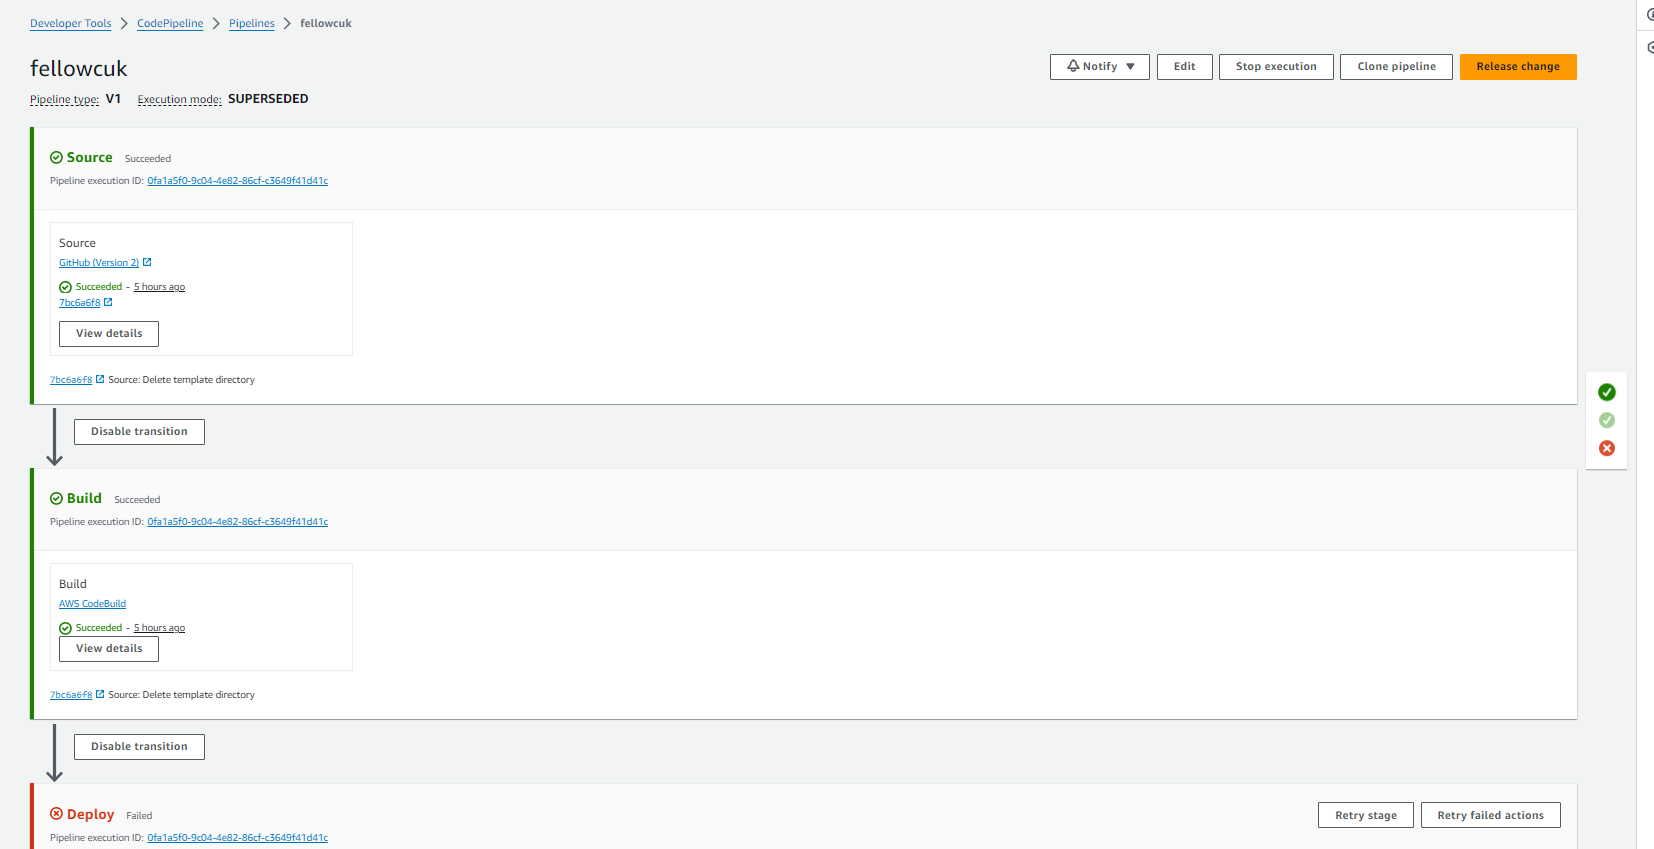 Developer Tools > CodePipeline > Pipelines > fellowcuk
fellowcuk
Notify ▼ Edit Stop execution Clone pipeline Release change
Pipeline type: V1 Execution mode: SUPERSEDED
Source Succeeded
Pipeline execution ID: 0fa1a5f0-9c04-4e82-86cf-c3649f41d41c
Source
GitHub (Version 2)
Succeeded - 5 hours ago
7bc6a6f8
View details
7bc6a6f8 Source: Delete template directory
Disable transition
Build Succeeded
Pipeline execution ID: 0fa1a5f0-9c04-4e82-86cf-c3649f41d41c
Build
AWS CodeBuild
Succeeded - 5 hours ago
View details
7bc6a6f8 Source: Delete template directory
Disable transition
Deploy Failed
Retry stage Retry failed actions
Pipeline execution ID: 0fa1a5f0-9c04-4e82-86cf-c3649f41d41c